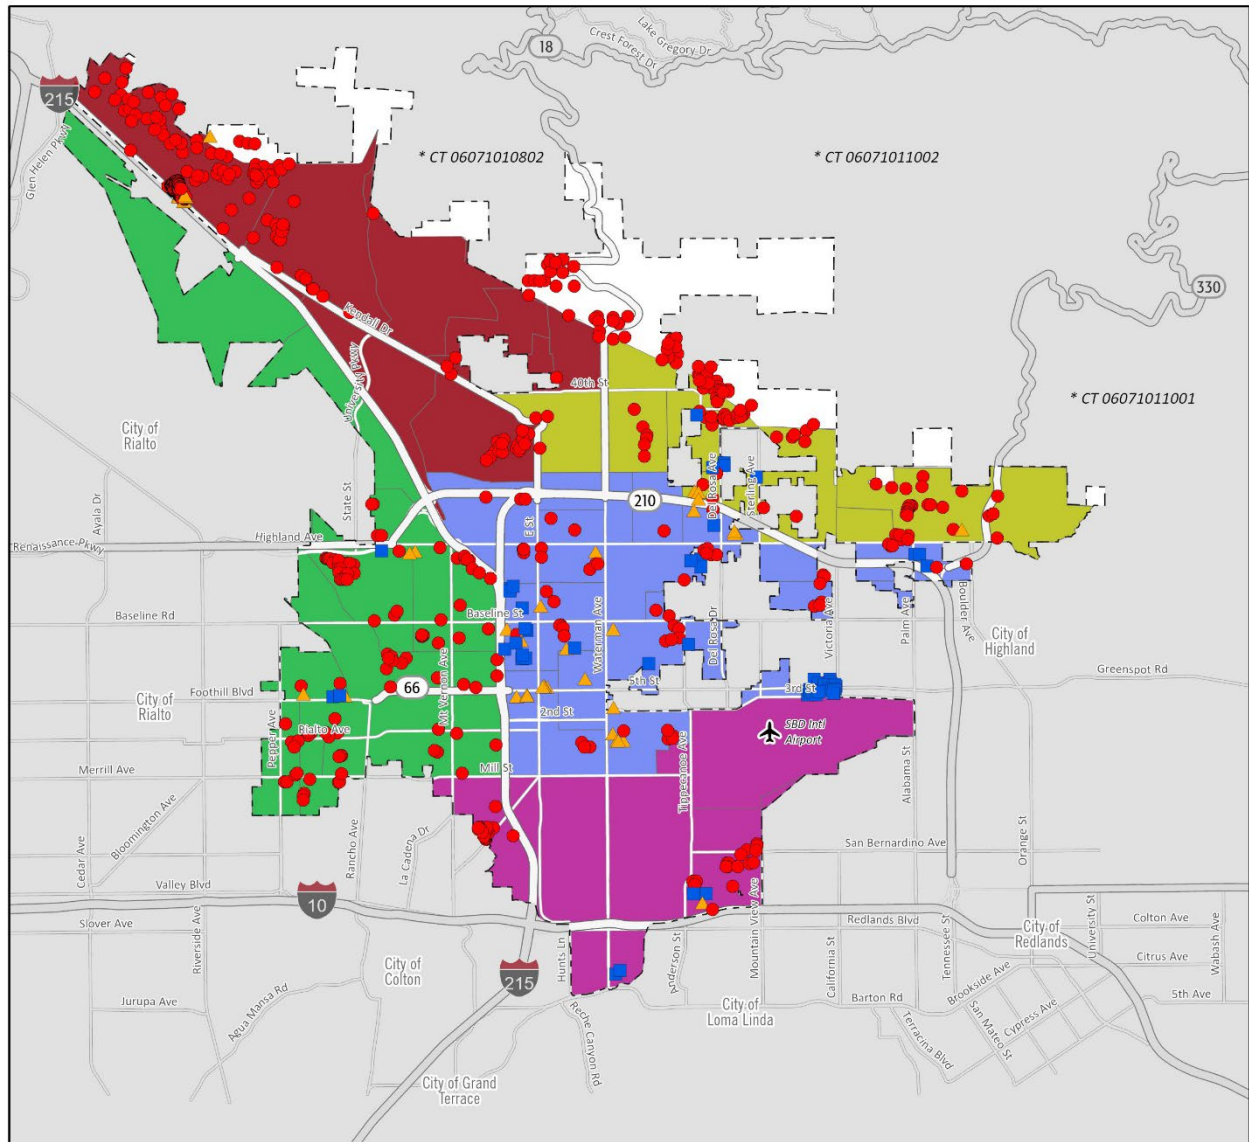 Lake Gregory Dr
Crest Forest Dr
18
215
Glen Helen Pkwy
* CT 06071010802
* CT 06071011002
330
Kendall Dr
University Pkwy
40th St
* CT 06071011001
City of
Rialto
Ayala Dr
State St
E St
210
Del Rosa Ave
Sterling Ave
Highland Ave
Renaissance Pkwy
Baseline Rd
Baseline St
Waterman Ave
Del Rosa Dr
Victoria Ave
Palm Ave
Boulder Ave
City of
Highland
Greenspot Rd
City of
Rialto
Foothill Blvd
66
Mt Vernon Ave
5th St
3rd St
2nd St
Pepper Ave
Rialto Ave
SBD Intl
Airport
Merrill Ave
Mill St
Tippecanoe Ave
Alabama St
Cedar Ave
Bloomington Ave
Rancho Ave
La Cadena Dr
San Bernardino Ave
Orange St
Valley Blvd
10
Mountain View Ave
Slover Ave
Riverside Ave
Redlands Blvd
City of
Redlands
University St
Colton Ave
Wabash Ave
Citrus Ave
City of
Colton
215
Hunts Ln
Anderson St
California St
Tennessee St
Brookside Ave
5th Ave
Jurupa Ave
Agua Mansa Rd
Reche Canyon Rd
City of
Loma Linda
Barton Rd
Terracina Blvd
San Mateo St
Cypress Ave
City of Grand
Terrace